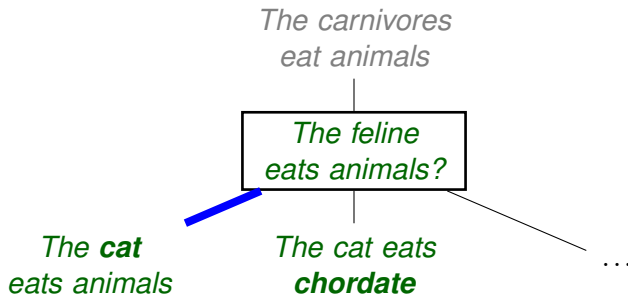 The carnivores
eat animals
The feline
eats animals?
The cat
eats animals
The cat eats
chordate
...